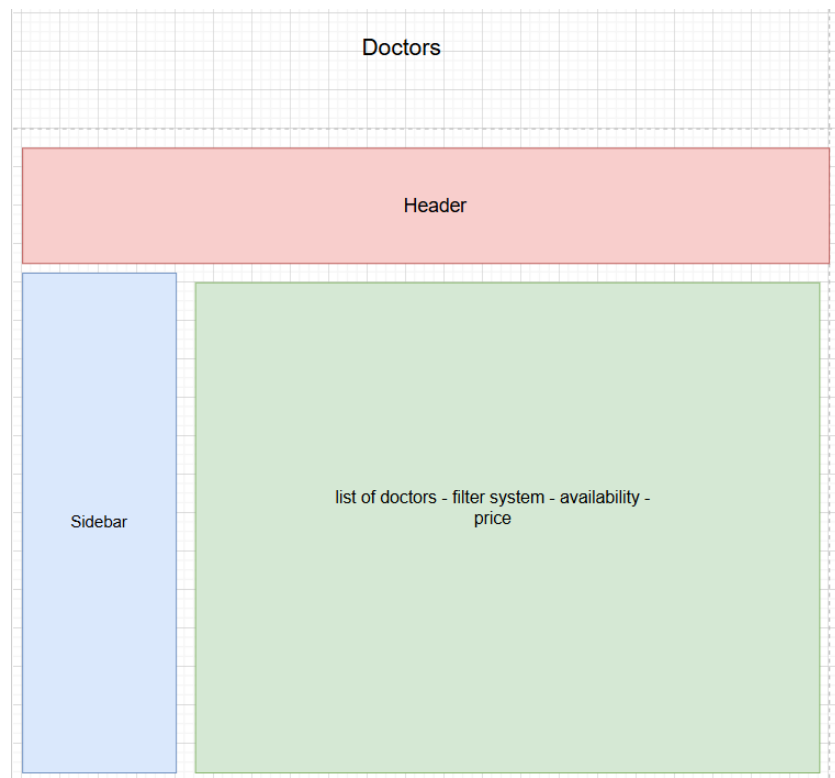 Doctors
Header
Sidebar
list of doctors - filter system - availability -
price